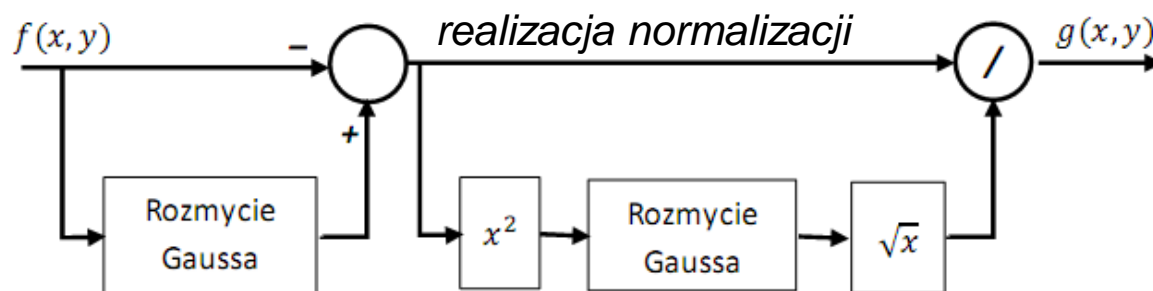 f(x, y)
−
realizacja normalizacji
/
g(x, y)
+
Rozmycie
Gaussa
x²
Rozmycie
Gaussa
√x